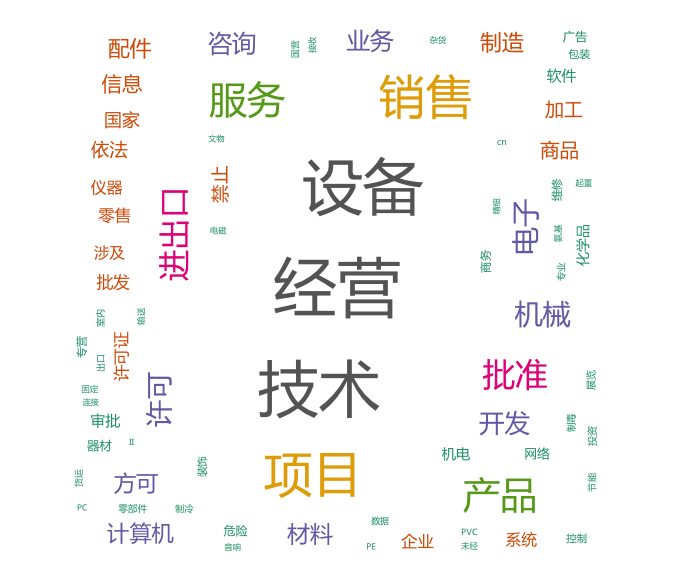 配件
咨询
国营
接收
业务
杂货
制造
广告
包装
信息
服务
销售
软件
国家
加工
依法
文物
禁止
设备
cn
商品
仪器
零售
进出口
精细
电子
维修
起重
涉及
电磁
商务
氨基
化学品
批发
经营
专业
机械
室内
输送
专营
出口
许可证
许可
技术
批准
展览
固定
连接
审批
开发
制毒
投资
器材
II
机电
网络
货运
方可
装饰
项目
产品
节能
PC
零部件
制冷
计算机
危险
音响
材料
数据
PE
企业
PVC
未经
系统
控制